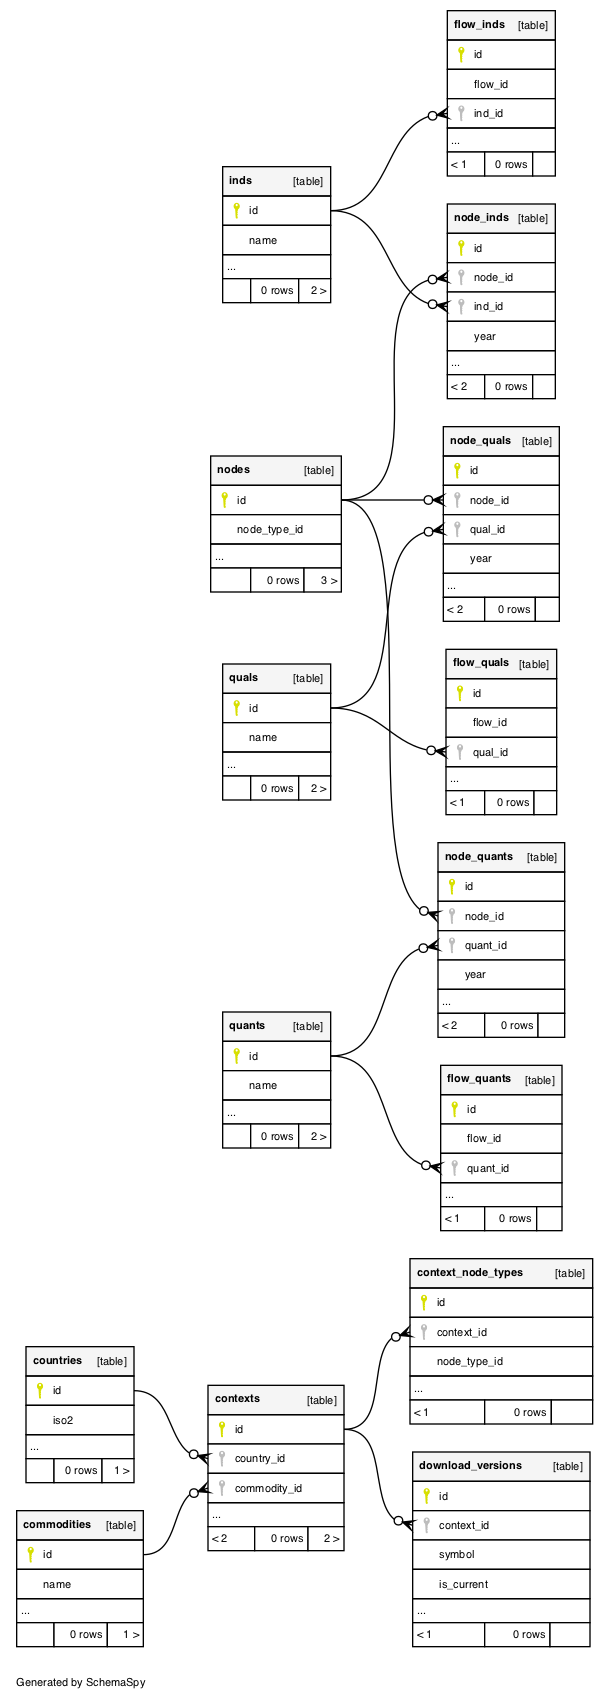 flow_inds [table]
id
flow_id
ind_id
...
< 1 0 rows
inds [table]
id
name
...
0 rows 2 >
node_inds [table]
id
node_id
ind_id
year
...
< 2 0 rows
node_quals [table]
id
node_id
qual_id
year
...
< 2 0 rows
nodes [table]
id
node_type_id
...
0 rows 3 >
flow_quals [table]
id
flow_id
qual_id
...
< 1 0 rows
quals [table]
id
name
...
0 rows 2 >
node_quants [table]
id
node_id
quant_id
year
...
< 2 0 rows
quants [table]
id
name
...
0 rows 2 >
flow_quants [table]
id
flow_id
quant_id
...
< 1 0 rows
context_node_types [table]
id
context_id
node_type_id
...
< 1 0 rows
countries [table]
id
iso2
...
0 rows 1 >
contexts [table]
id
country_id
commodity_id
...
< 2 0 rows 2 >
download_versions [table]
id
context_id
symbol
is_current
...
< 1 0 rows
commodities [table]
id
name
...
0 rows 1 >
Generated by SchemaSpy